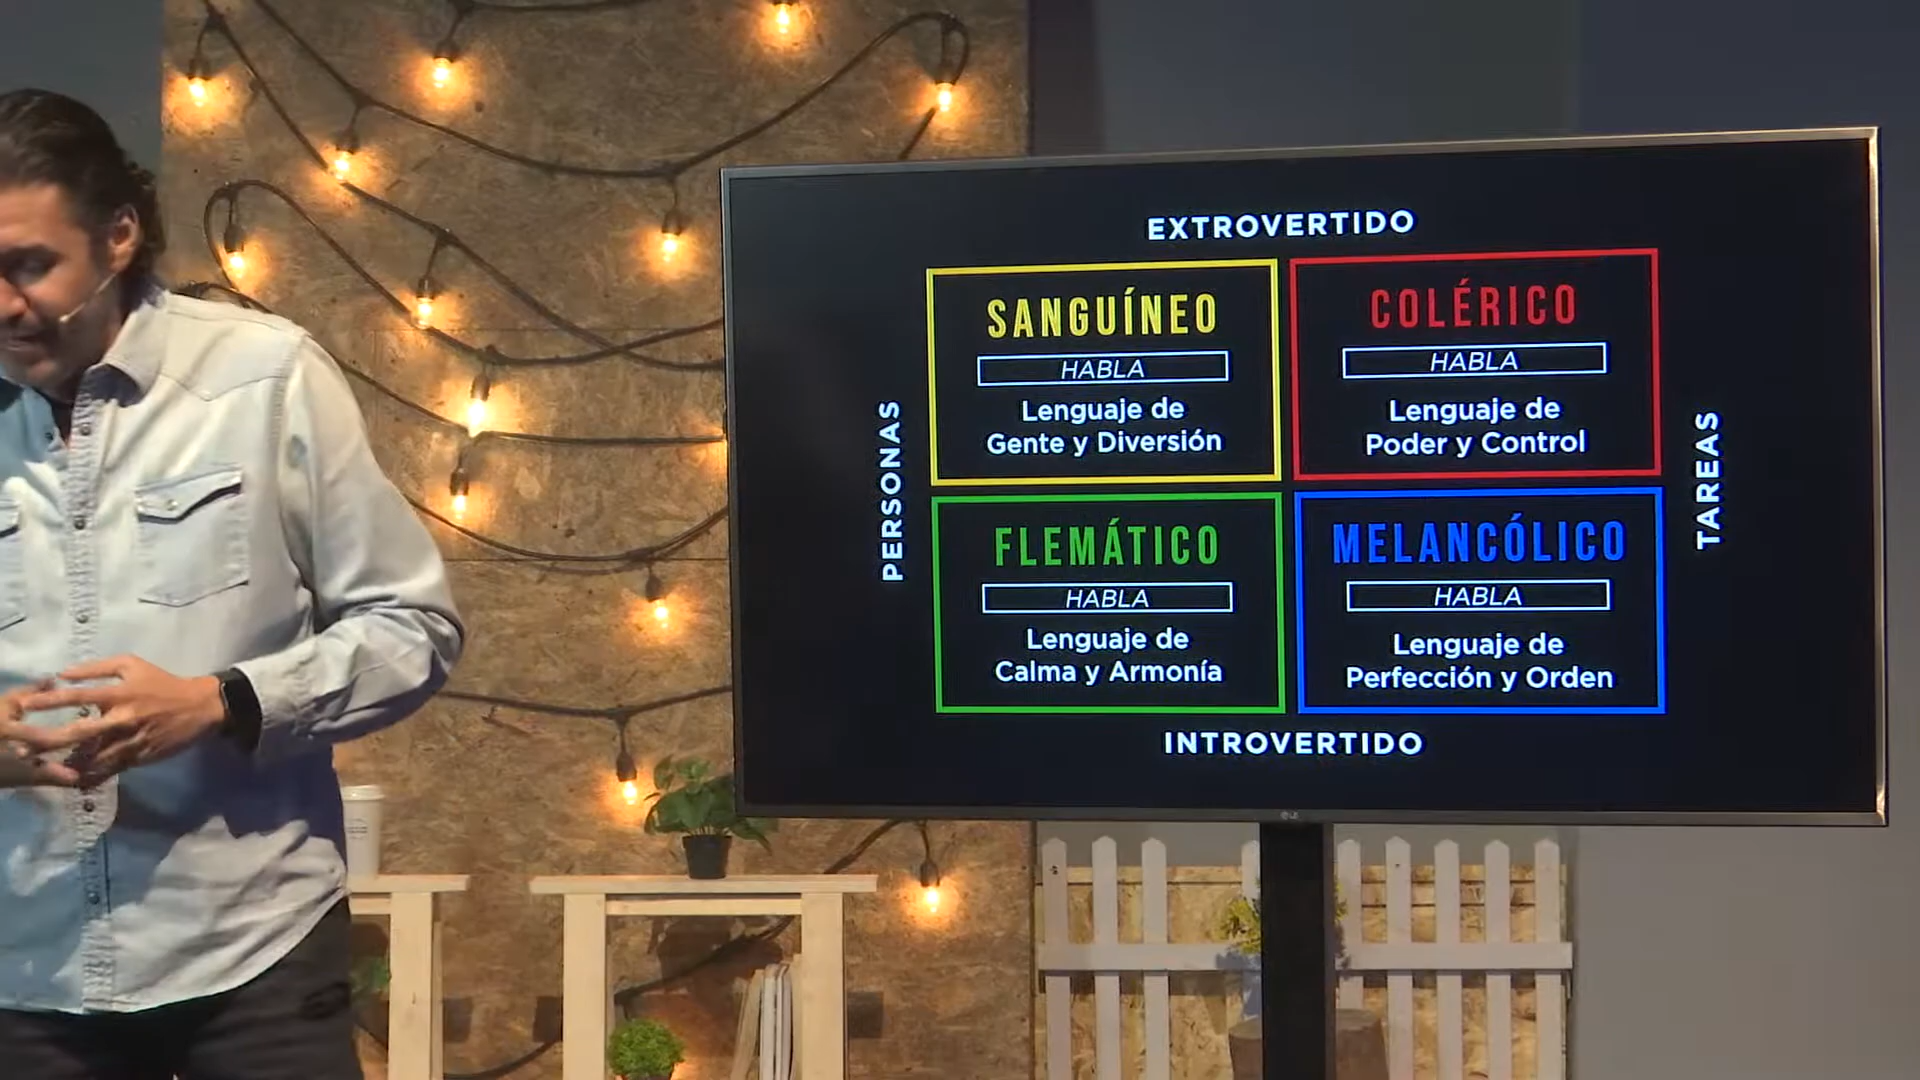 EXTROVERTIDO
SANGUÍNEO
HABLA
Lenguaje de
Gente y Diversión
COLÉRICO
HABLA
Lenguaje de
Poder y Control
PERSONAS
TAREAS
FLEMÁTICO
HABLA
Lenguaje de
Calma y Armonía
MELANCÓLICO
HABLA
Lenguaje de
Perfección y Orden
INTROVERTIDO
LG